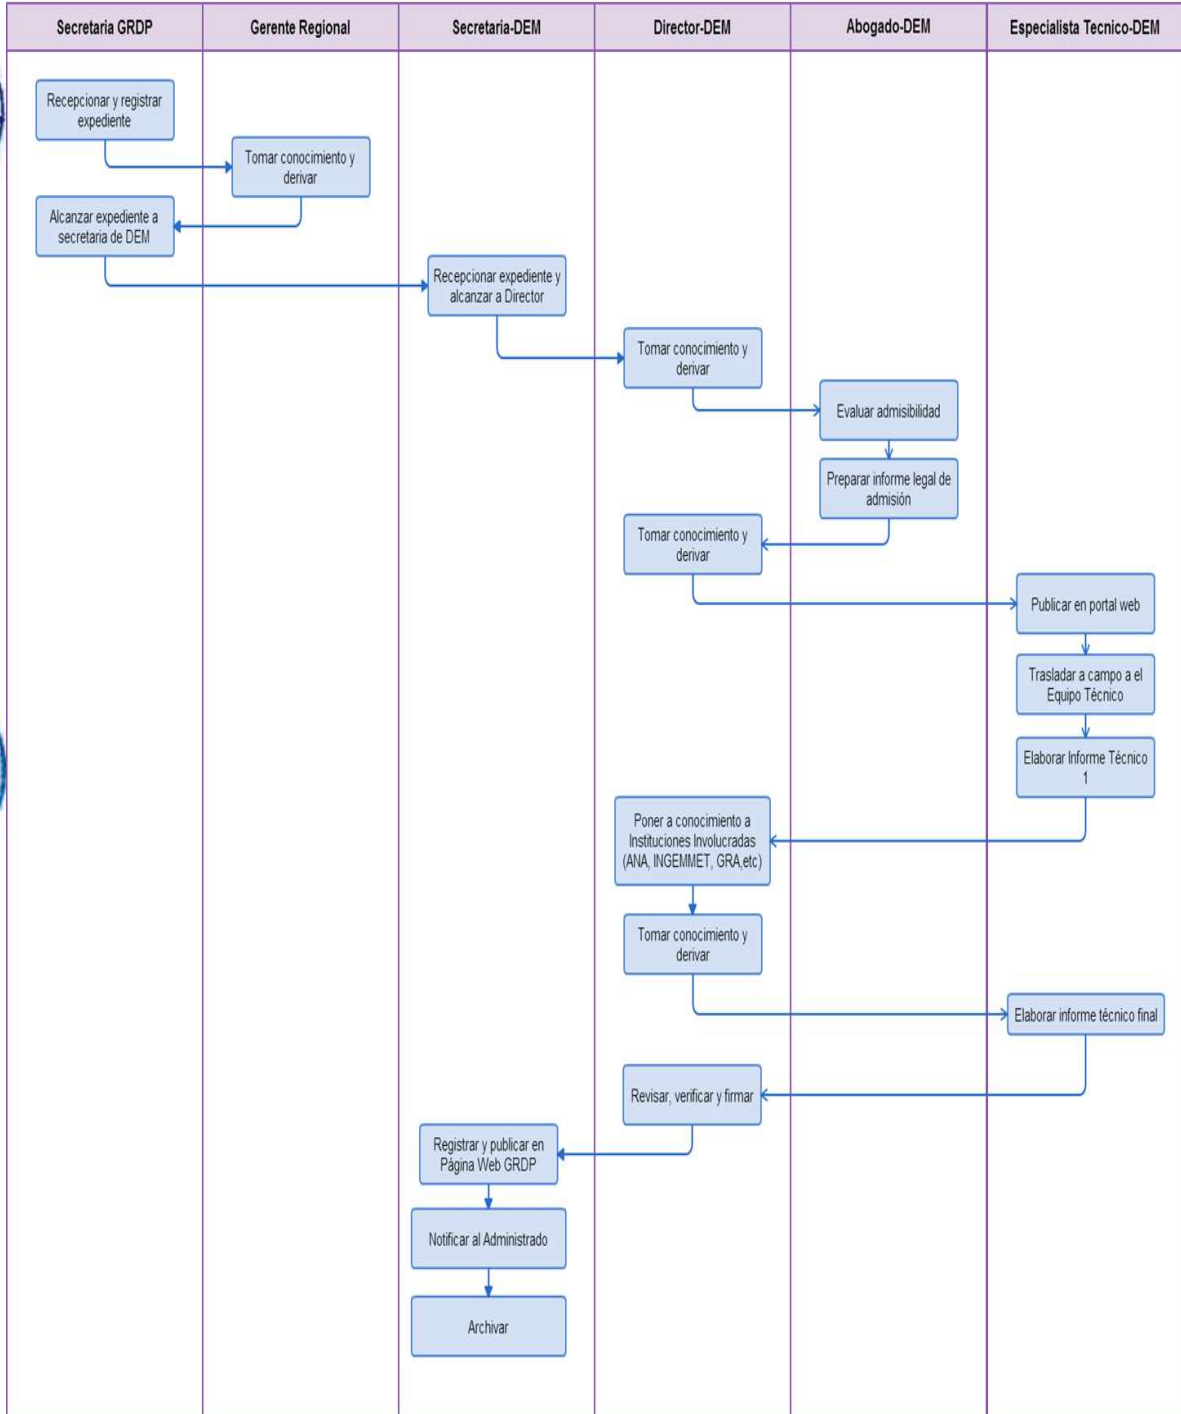 Secretaria GRDP
Gerente Regional
Secretaria-DEM
Director-DEM
Abogado-DEM
Especialista Tecnico-DEM
Recepcionar y registrar
expediente
Tomar conocimiento y
derivar
Alcanzar expediente a
secretaria de DEM
Recepcionar expediente y
alcanzar a Director
Tomar conocimiento y
derivar
Evaluar admisibilidad
Preparar informe legal de
admisión
Tomar conocimiento y
derivar
Publicar en portal web
Trasladar a campo a el
Equipo Técnico
Elaborar Informe Técnico
1
Poner a conocimiento a
Instituciones Involucradas
(ANA, INGEMMET, GRA,etc)
Tomar conocimiento y
derivar
Elaborar informe técnico final
Revisar, verificar y firmar
Registrar y publicar en
Página Web GRDP
Notificar al Administrado
Archivar